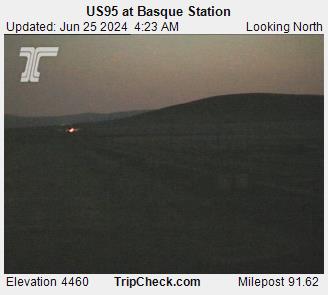 US95 at Basque Station
Updated: Jun 25 2024 4:23 AM Looking North
Elevation 4460 TripCheck.com Milepost 91.62